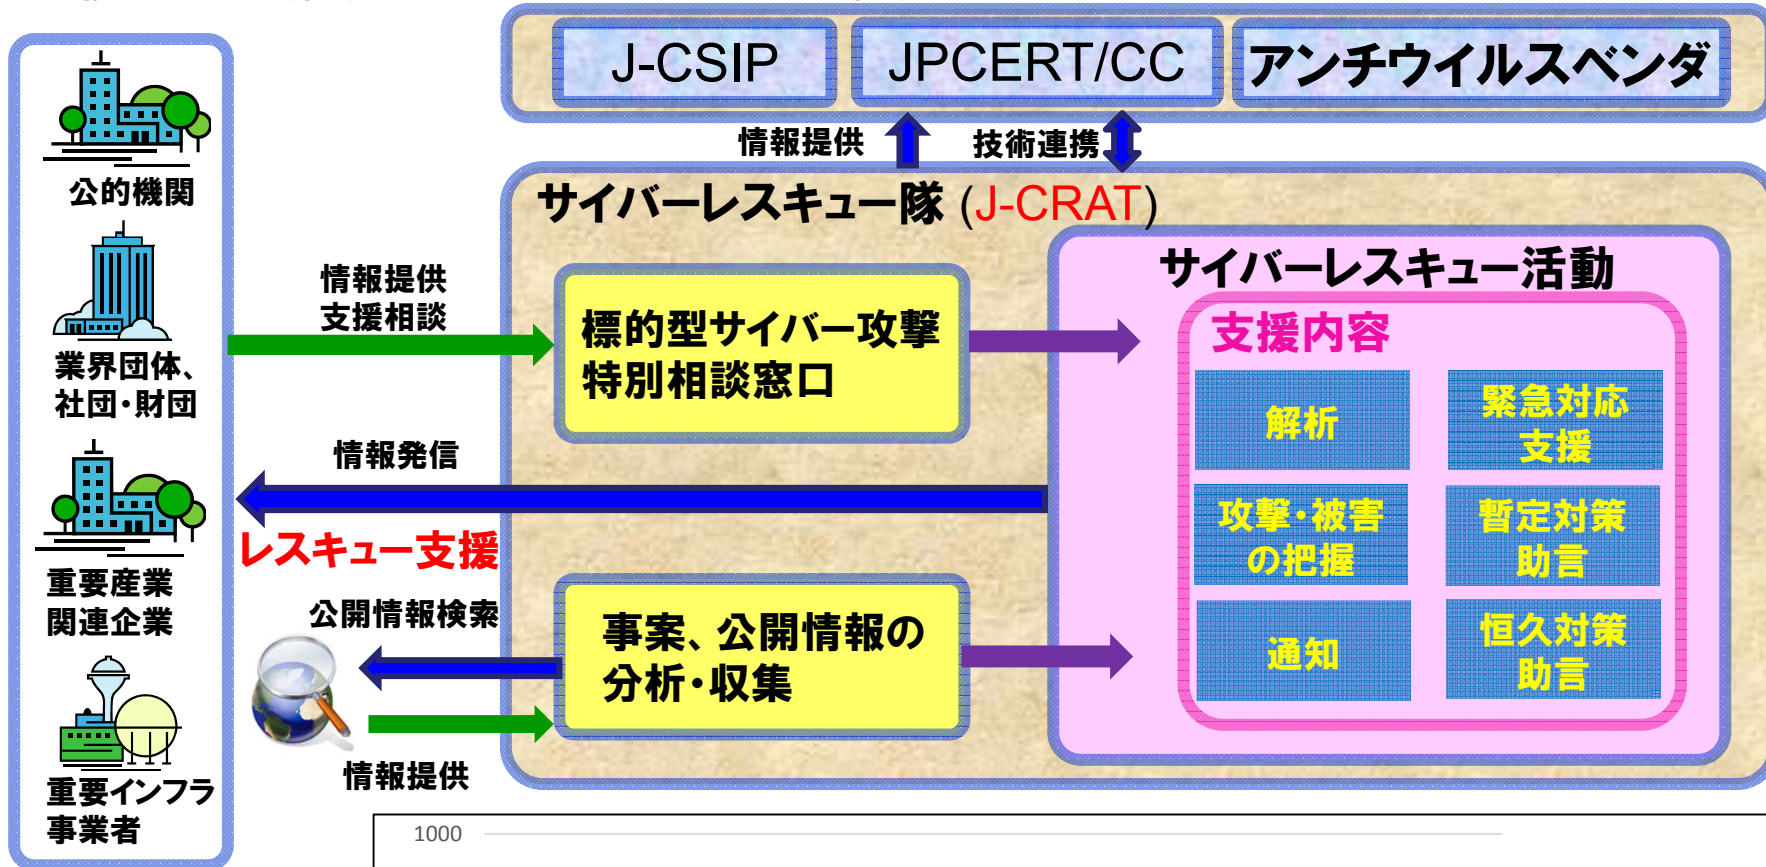 J-CSIP
JPCERT/CC
アンチウイルスベンダ
情報提供
技術連携
公的機関
業界団体、
社団・財団
重要産業
関連企業
重要インフラ
事業者
情報提供
支援相談
情報発信
レスキュー支援
公開情報検索
情報提供
サイバーレスキュー隊 (J-CRAT)
標的型サイバー攻撃
特別相談窓口
事案、公開情報の
分析・収集
サイバーレスキュー活動
支援内容
解析
緊急対応
支援
攻撃・被害
の把握
暫定対策
助言
通知
恒久対策
助言
1000